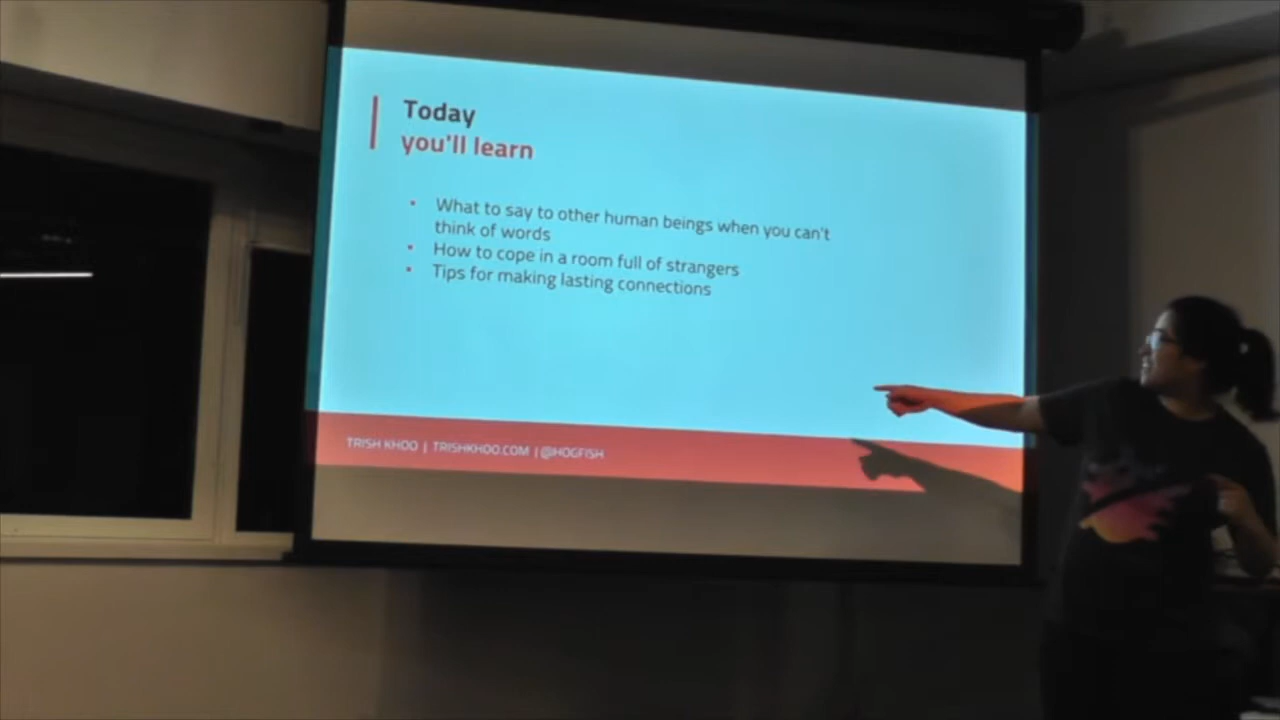 Today
you'll learn
• What to say to other human beings when you can't
think of words
• How to cope in a room full of strangers
• Tips for making lasting connections
TRISH KHOO | TRISHKHOO.COM | @HOGFISH